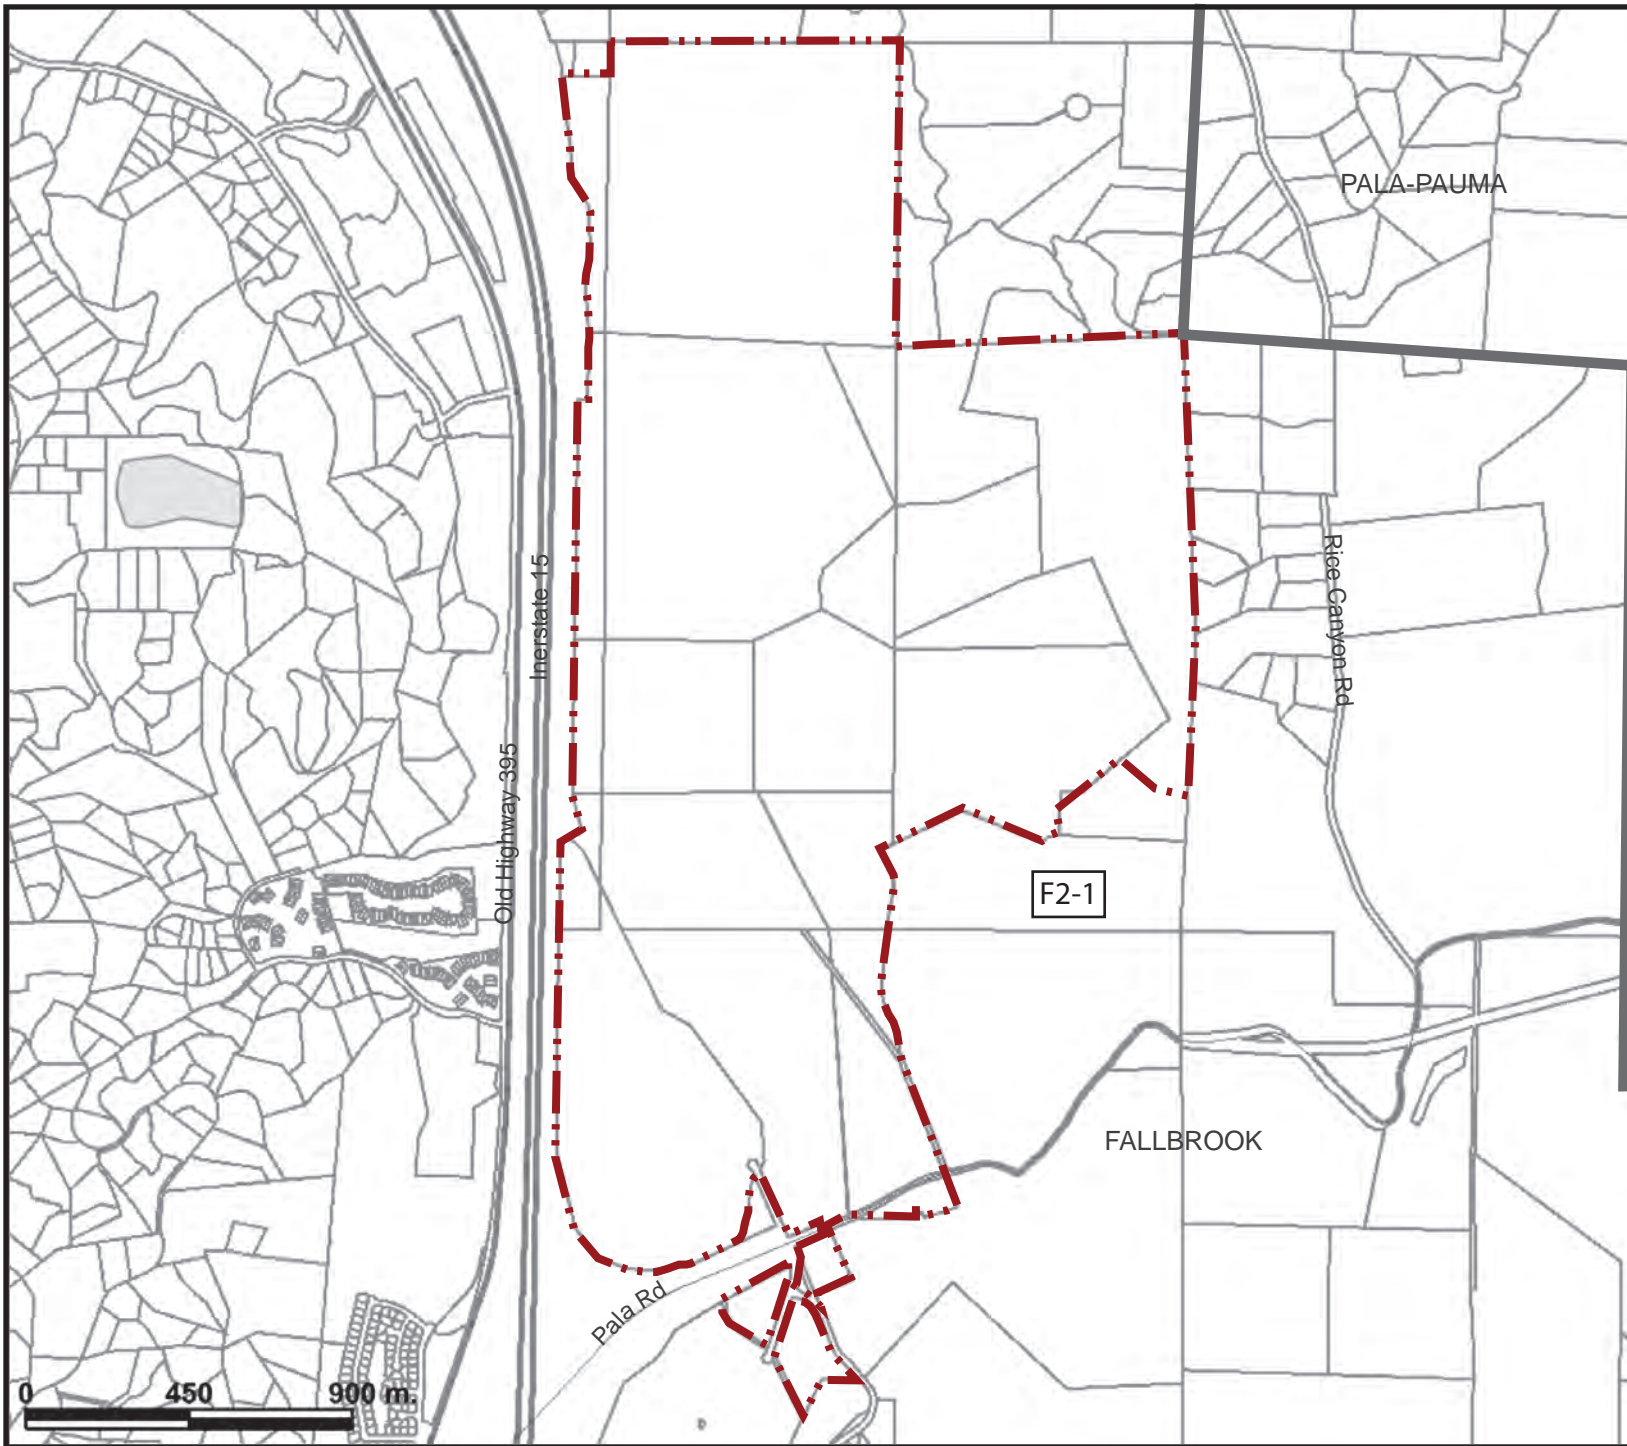 PALA-PAUMA
Inerstate 15
Rice Canyon Rd
Old Highway 395
F2-1
FALLBROOK
Pala Rd
0 450 900 m.